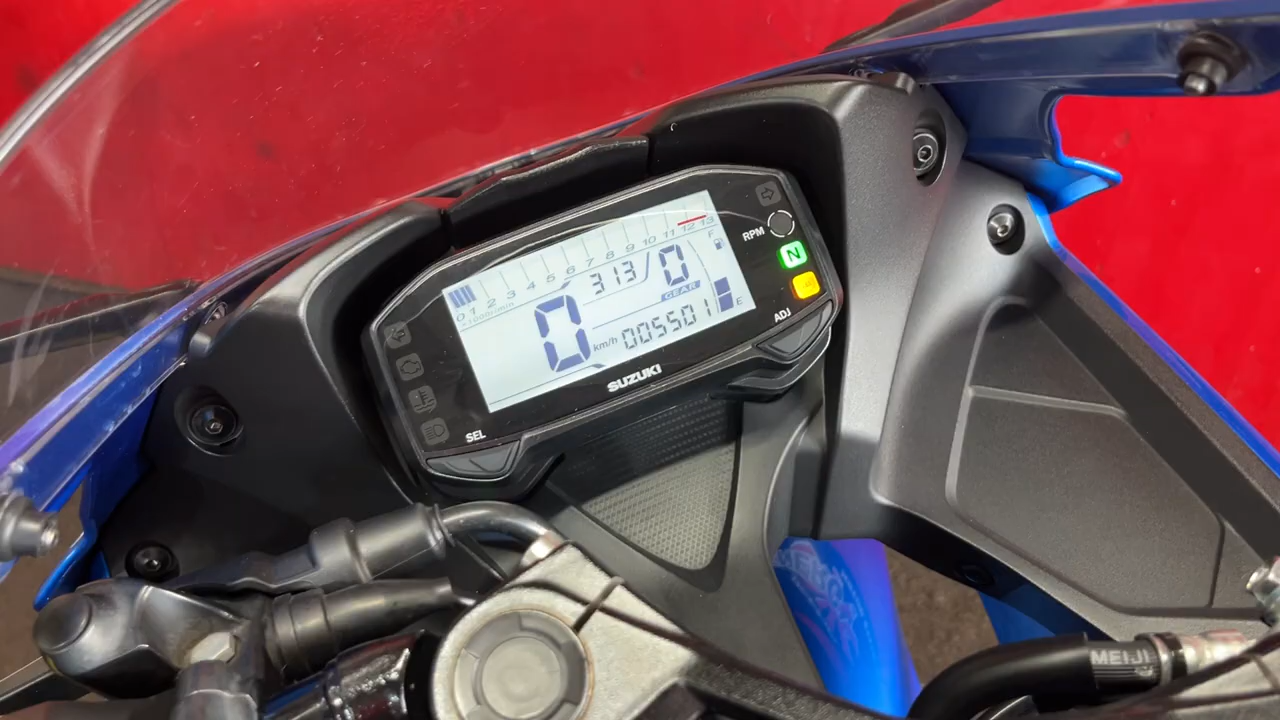 0 1 2 3 4 5 6 7 8 9 10 11 12 13
×1000r/min
F
RPM
313/0
N
GEAR
0 km/h
005501
E
ADJ
SUZUKI
SEL
MEIJI